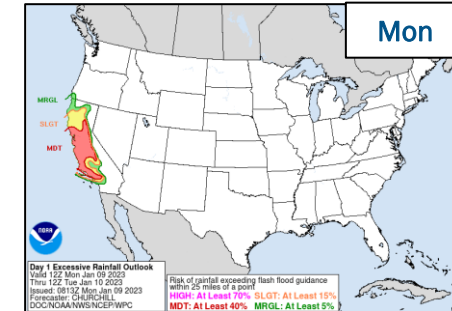 Mon
MRGL
SLGT
MDT
NOAA
Day 1 Excessive Rainfall Outlook
Valid 12Z Mon Jan 09 2023
Thru 12Z Tue Jan 10 2023
Issued: 0813Z Mon Jan 09 2023
Forecaster: CHURCHILL
DOC/NOAA/NWS/NCEP/WPC
Risk of rainfall exceeding flash flood guidance
within 25 miles of a point
HIGH: At Least 70% SLGT: At Least 15%
MDT: At Least 40% MRGL: At Least 5%